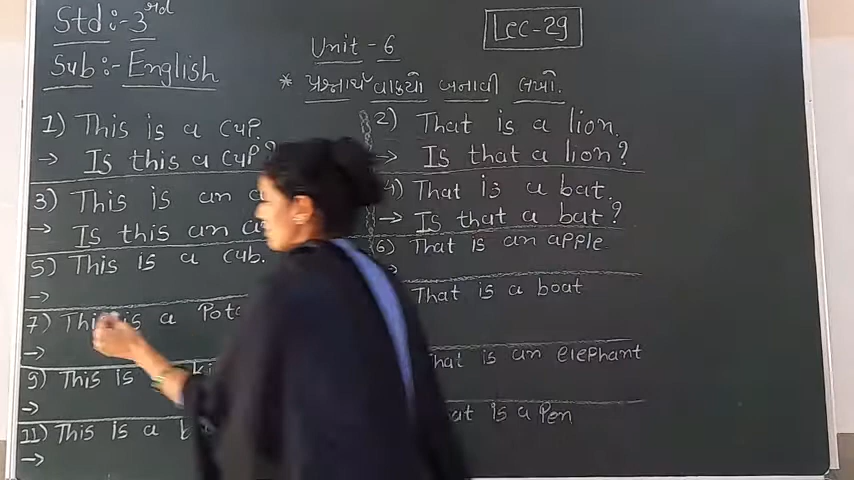 Std:- 3rd
Lec-29
Unit - 6
Sub:- English
* પ્રશ્નાર્થ વાક્યો બનાવી લખો.
1) This is a cup.
→ Is this a cup?
2) That is a lion.
→ Is that a lion?
3) This is an
→ Is this an
4) That is a bat.
→ Is that a bat?
5) This is a cub.
→
6) That is an apple.
7) This is a
→
That is a boat
9) This is
→
That is an elephant
11) This is a
→
is a Pen